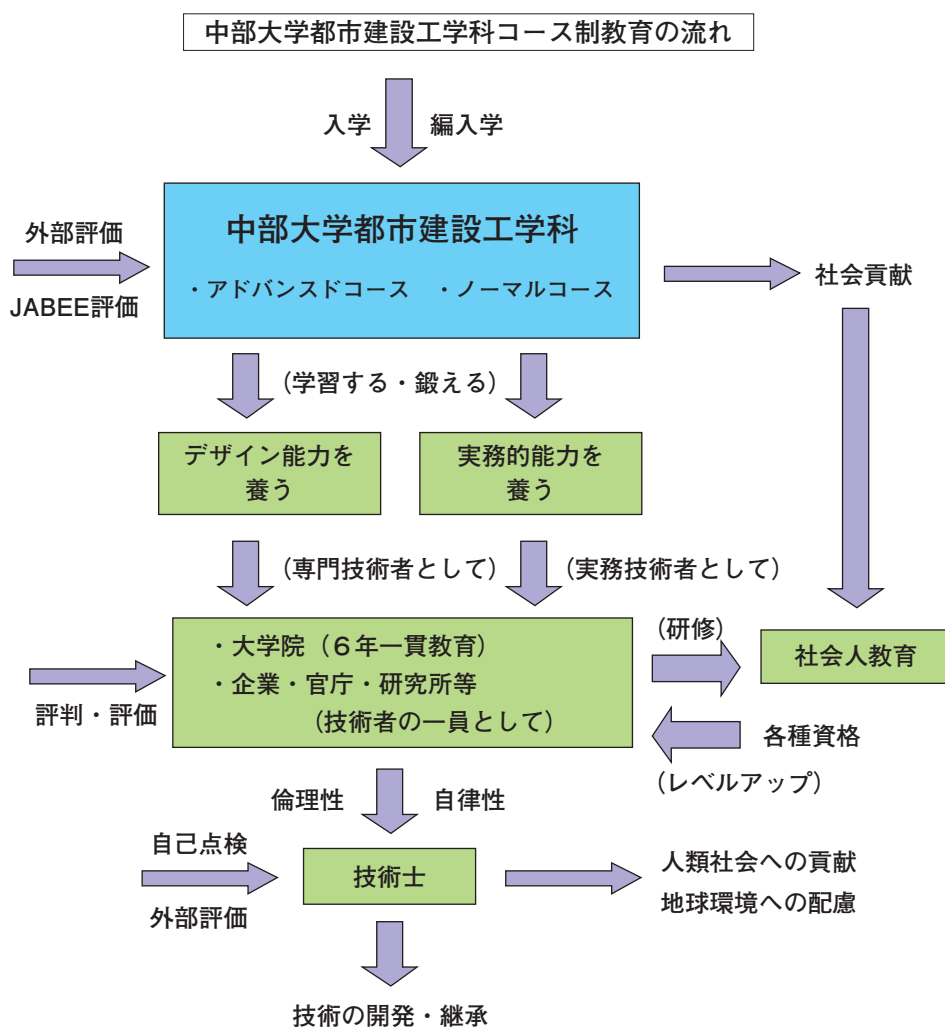 中部大学都市建設工学科コース制教育の流れ
入学 編入学
中部大学都市建設工学科
・アドバンスドコース ・ノーマルコース
外部評価
JABEE評価
社会貢献
(学習する・鍛える)
デザイン能力を
養う
実務的能力を
養う
(専門技術者として)
(実務技術者として)
・大学院(6年一貫教育)
・企業・官庁・研究所等
(技術者の一員として)
評判・評価
(研修)
社会人教育
各種資格
(レベルアップ)
倫理性 自律性
自己点検
外部評価
技術士
人類社会への貢献
地球環境への配慮
技術の開発・継承